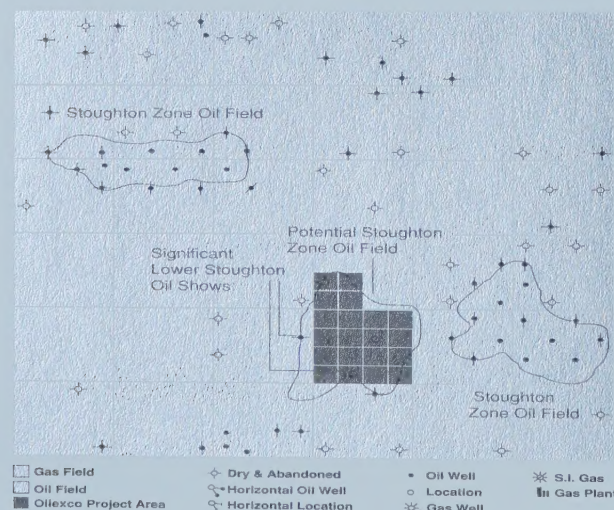 Stoughton Zone Oil Field
Potential Stoughton
Zone Oil Field
Significant
Lower Stoughton
Oil Shows
Stoughton
Zone Oil Field
Gas Field
Oil Field
Oilexco Project Area
Dry & Abandoned
Horizontal Oil Well
Horizontal Location
Oil Well
Location
Gas Well
S.I. Gas
Gas Plant